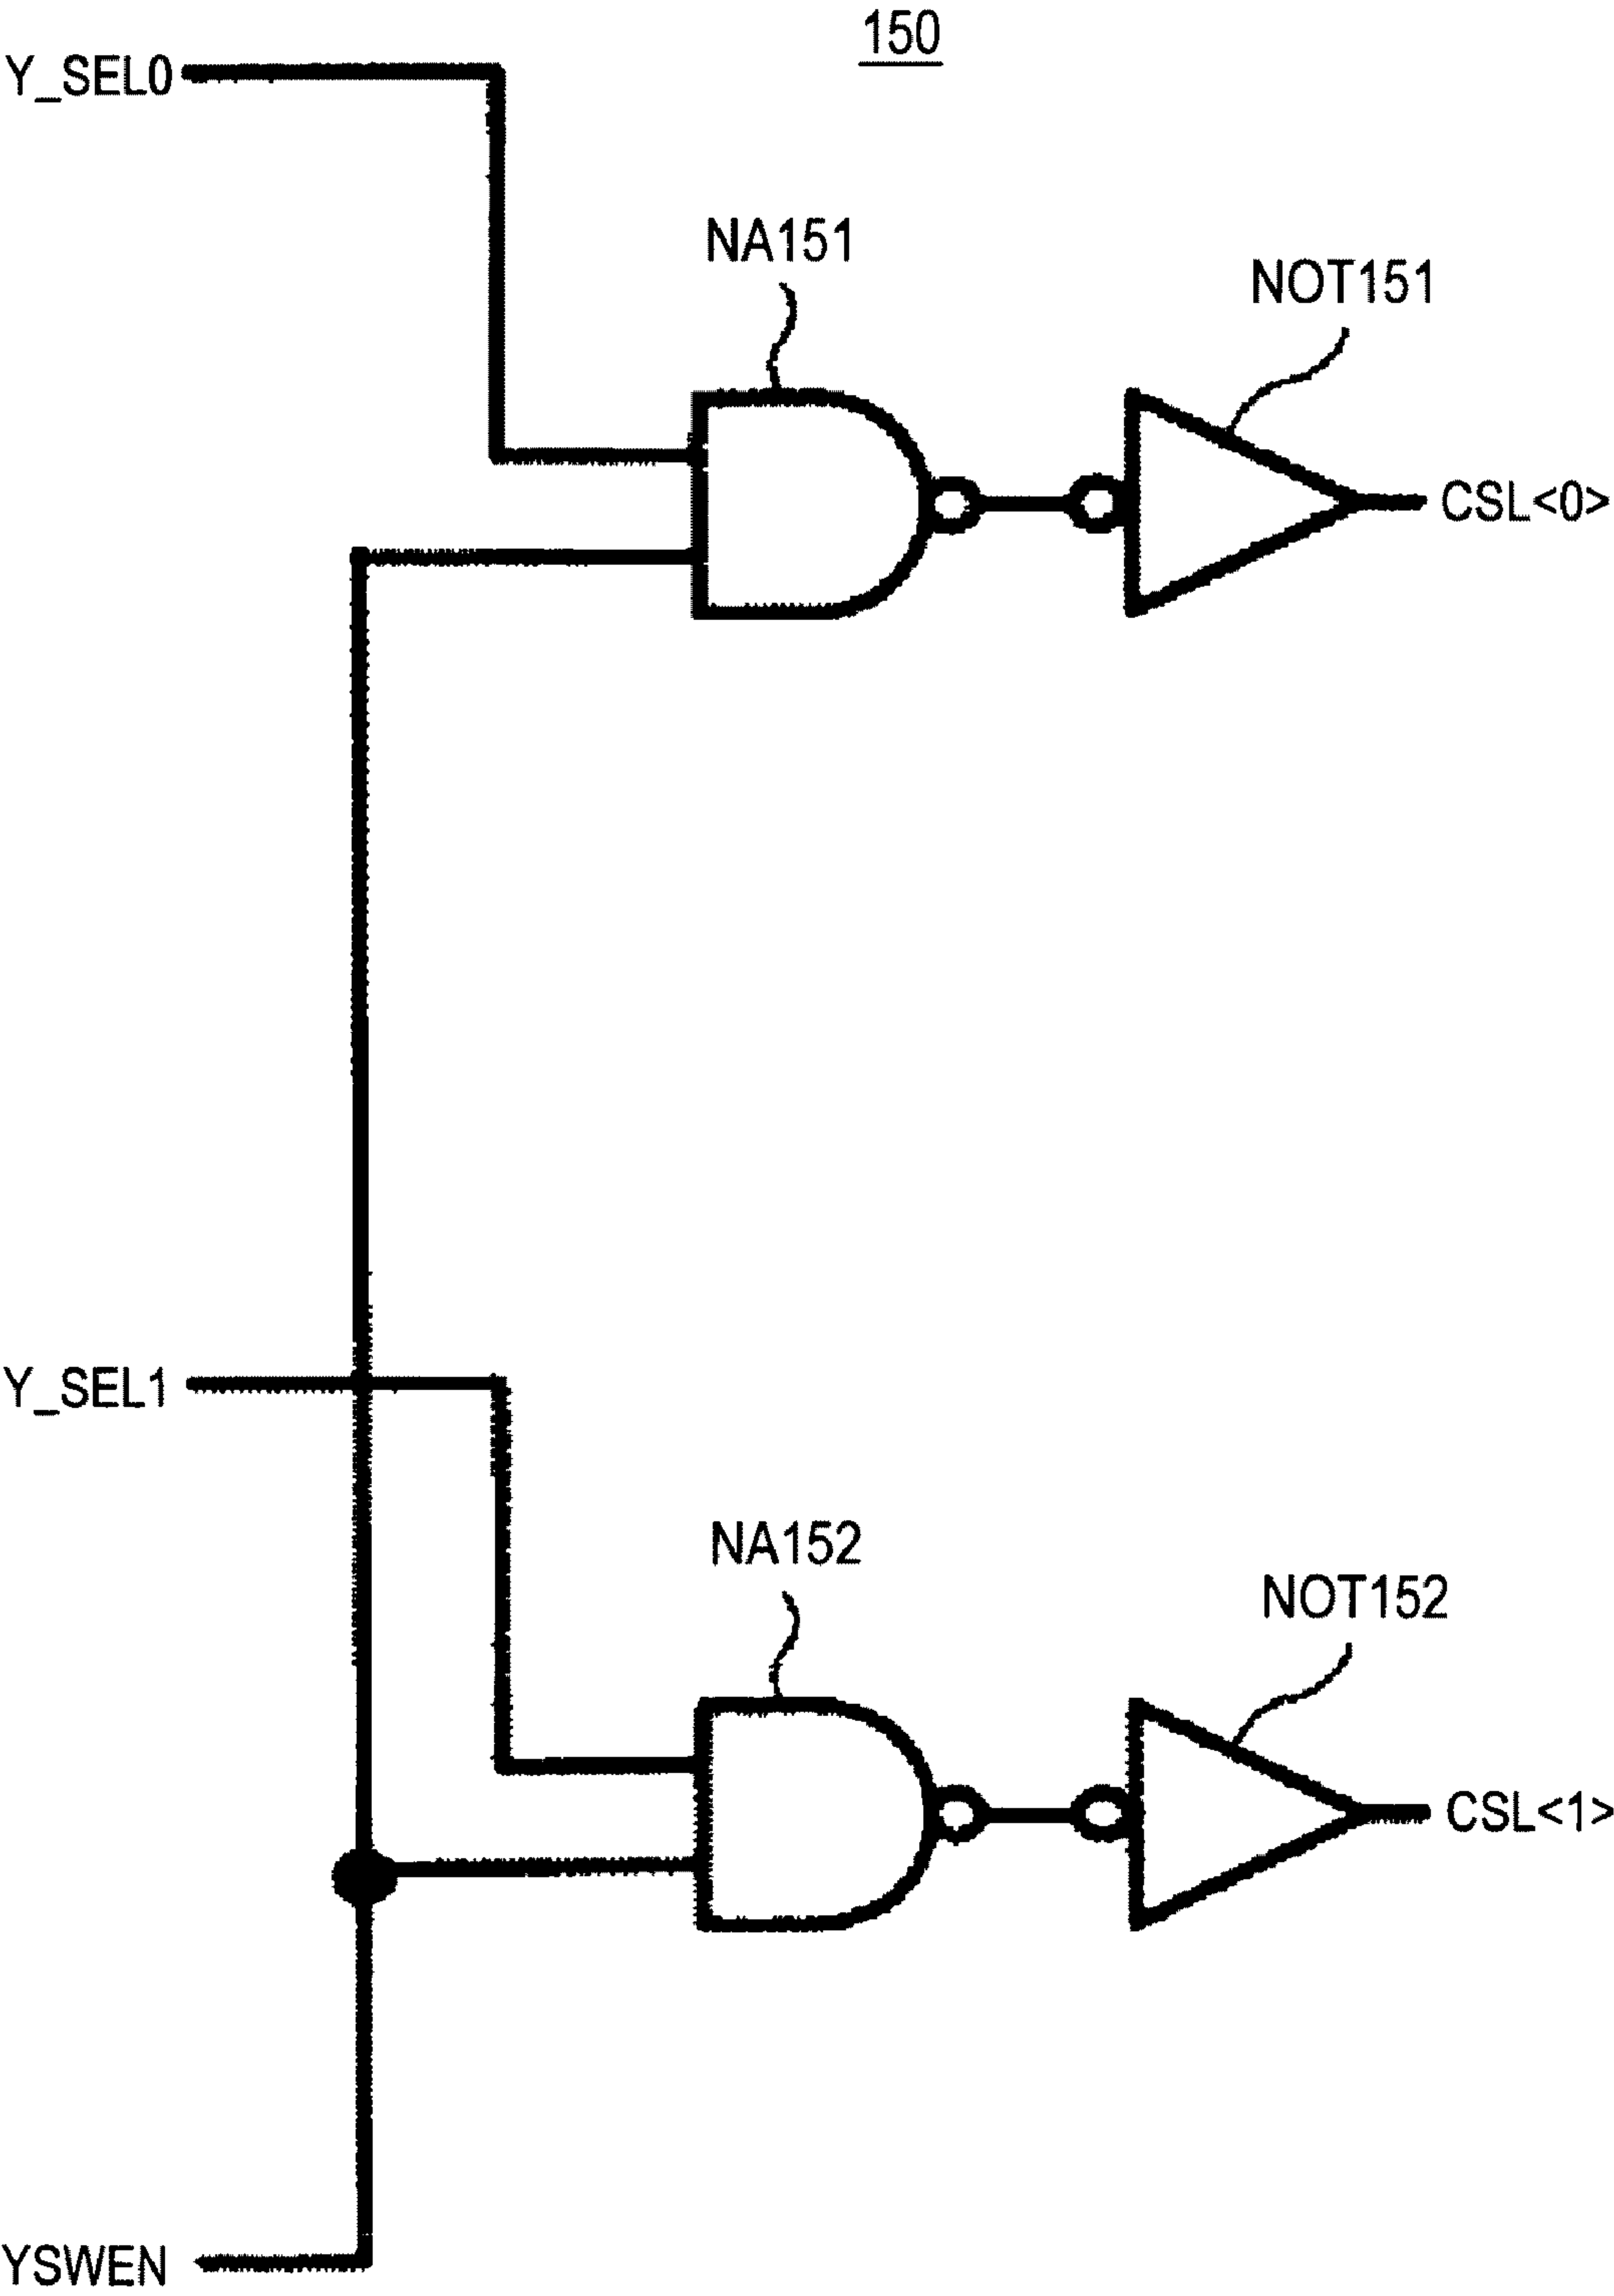 150
Y_SEL0
NA151
NOT151
CSL<0>
Y_SEL1
NA152
NOT152
CSL<1>
YSWEN